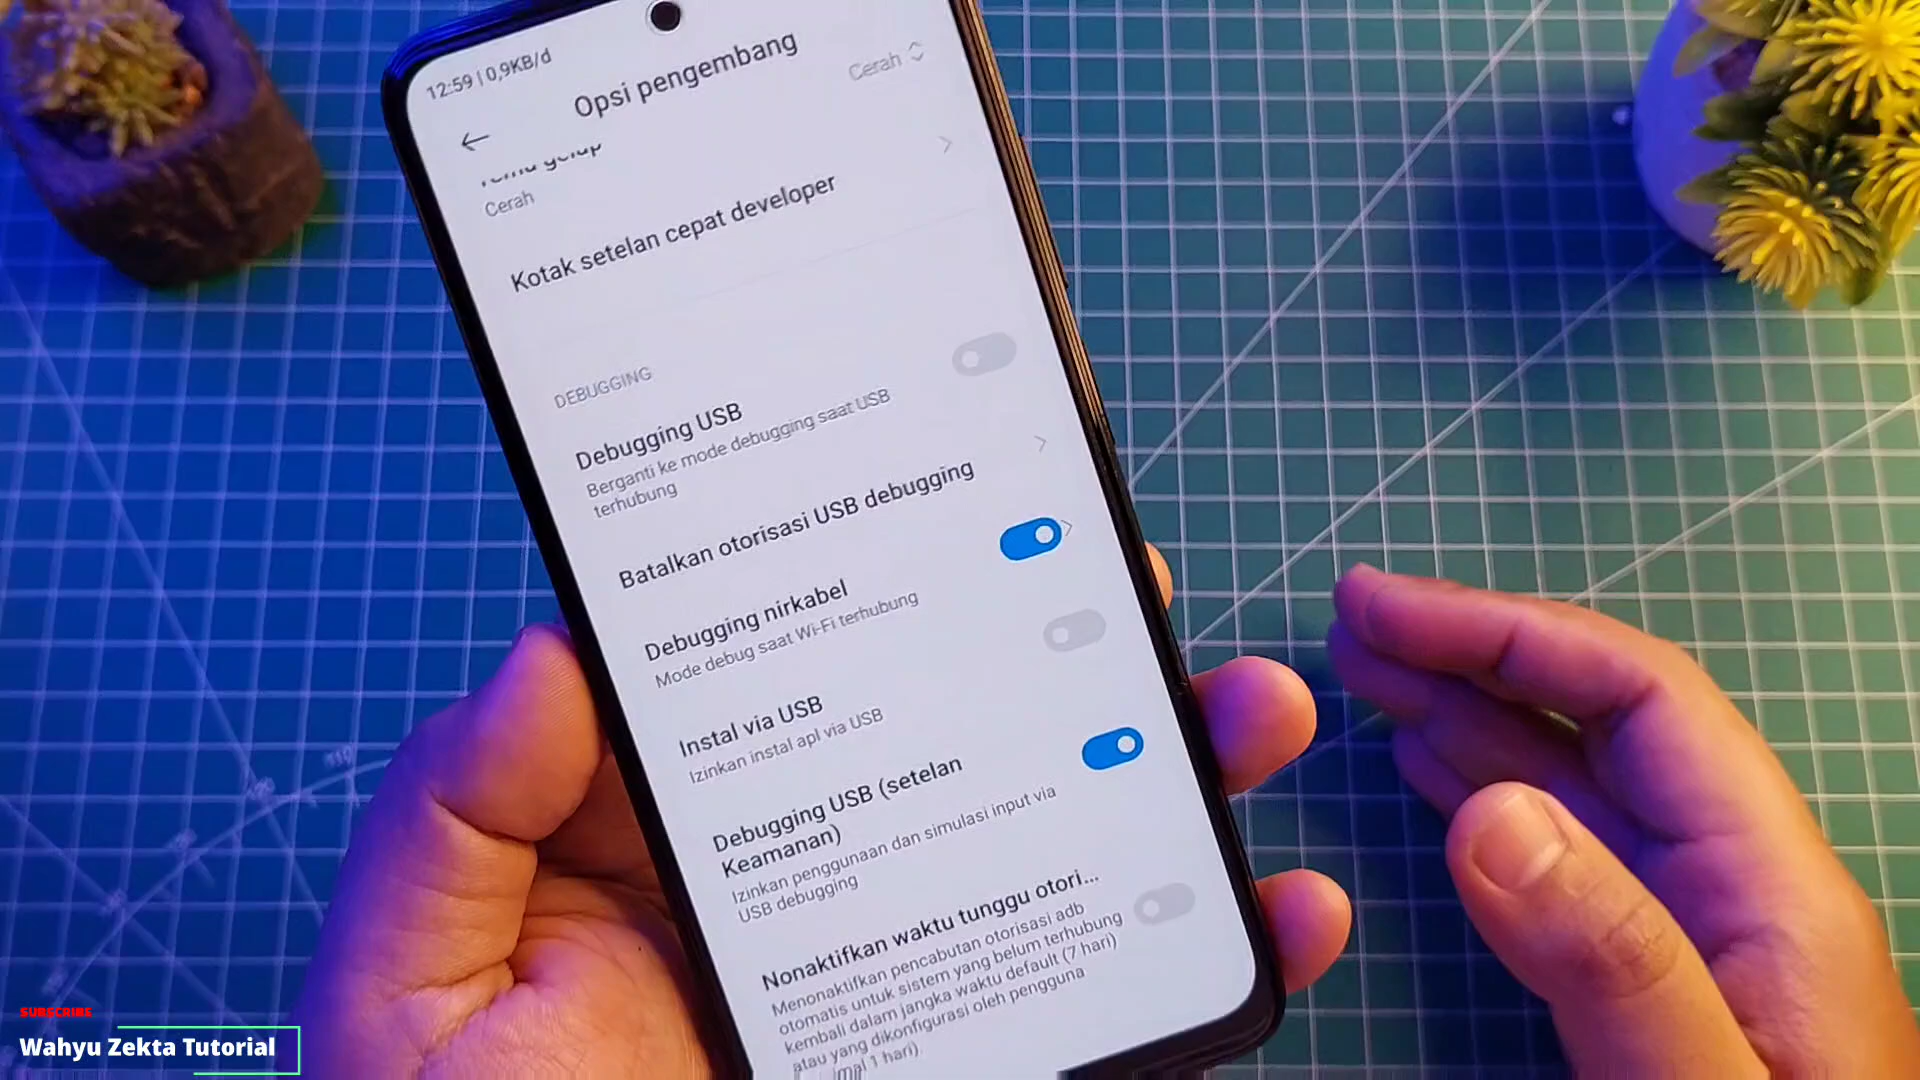 12:59 | 0,9KB/d
Opsi pengembang
Cerah
Cerah
Kotak setelan cepat developer
DEBUGGING
Debugging USB
Berganti ke mode debugging saat USB
terhubung
Batalkan otorisasi USB debugging
Debugging nirkabel
Mode debug saat Wi-Fi terhubung
Instal via USB
Izinkan instal apl via USB
Debugging USB (setelan
Keamanan)
Izinkan penggunaan dan simulasi input via
USB debugging
Nonaktifkan waktu tunggu otori...
Menonaktifkan pencabutan otorisasi adb
otomatis untuk sistem yang belum terhubung
kembali dalam jangka waktu default (7 hari)
atau yang dikonfigurasi oleh pengguna
mal 1 hari)
SUBSCRIBE
Wahyu Zekta Tutorial
110